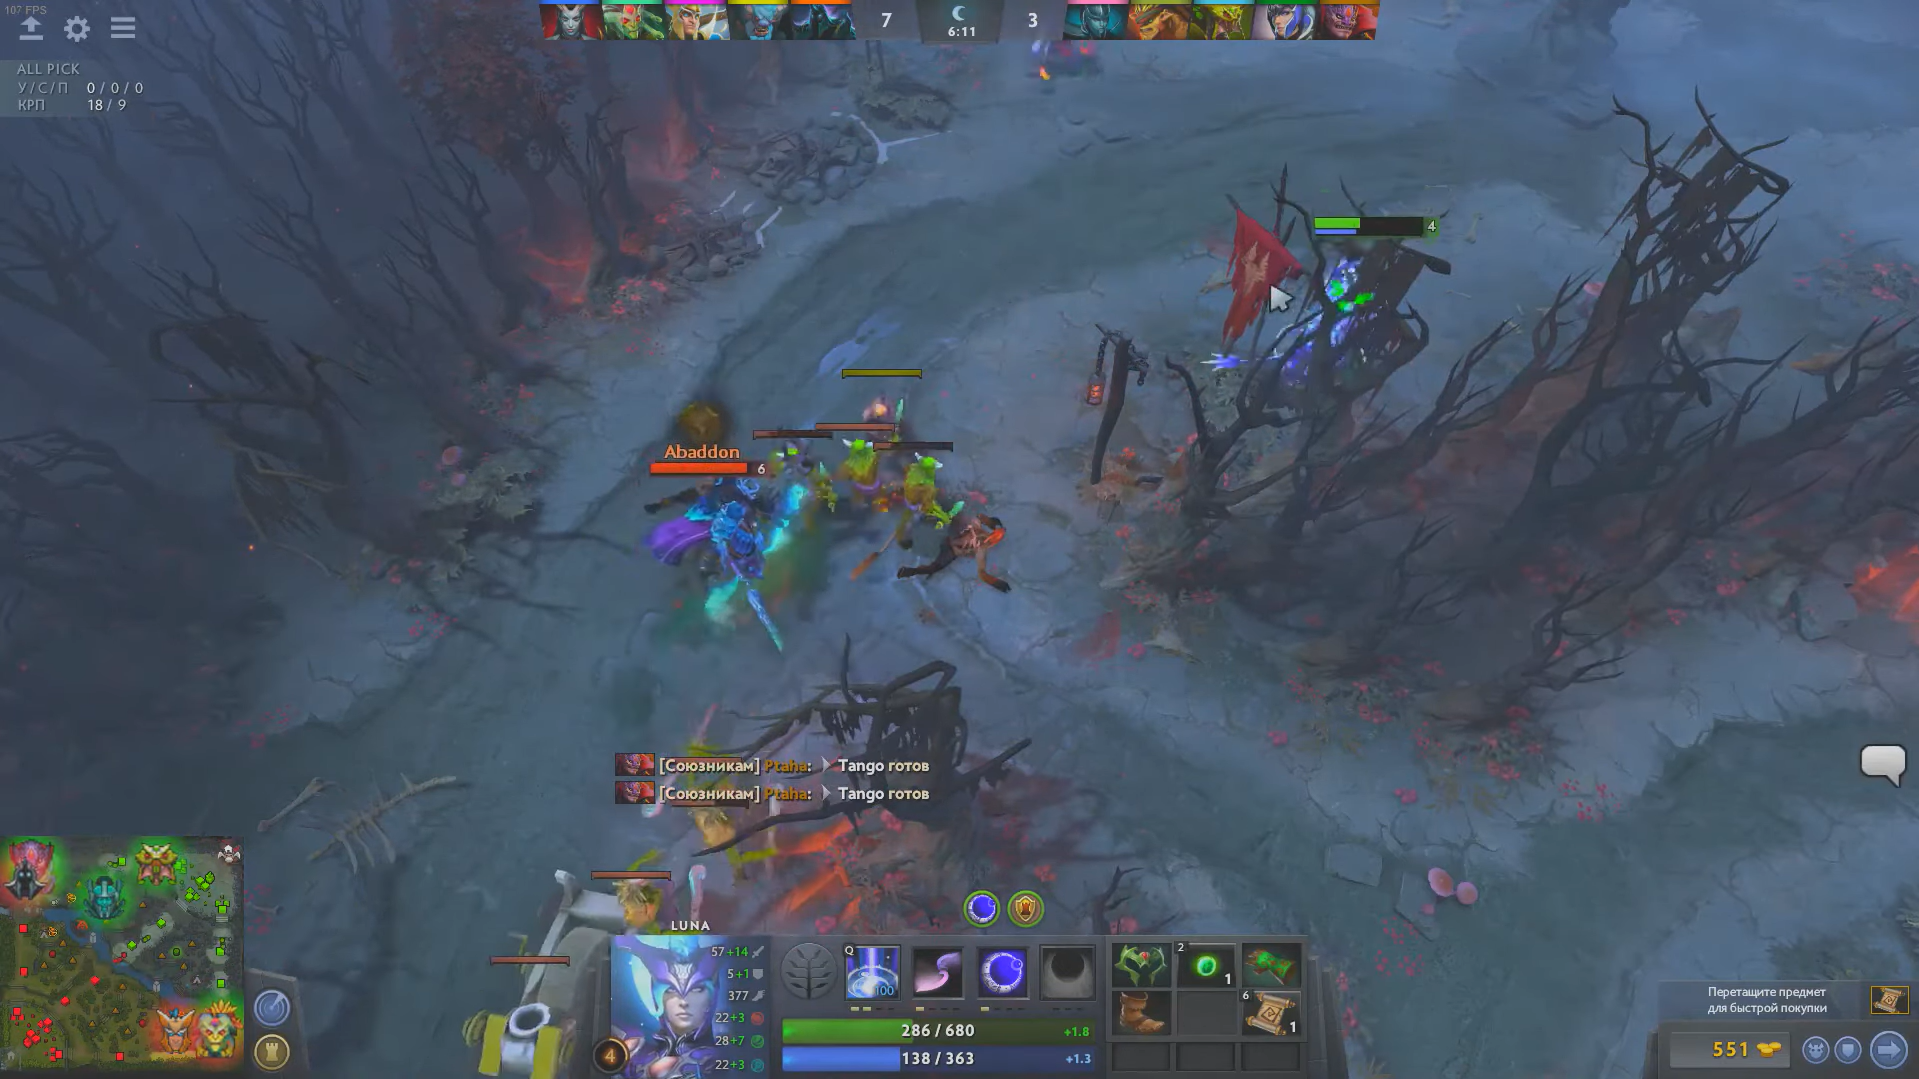 107 FPS
7
6:11
3
ALL PICK
У/С/П 0 / 0 / 0
КРП 18 / 9
4
Abaddon
6
[Союзникам] Ptaha: Tango готов
[Союзникам] Ptaha: Tango готов
LUNA
57+14
5+1
377
22+3
28+7
22+3
4
Q
100
286 / 680
+1.8
138 / 363
+1.3
2
1
6
1
Перетащите предмет
для быстрой покупки
551